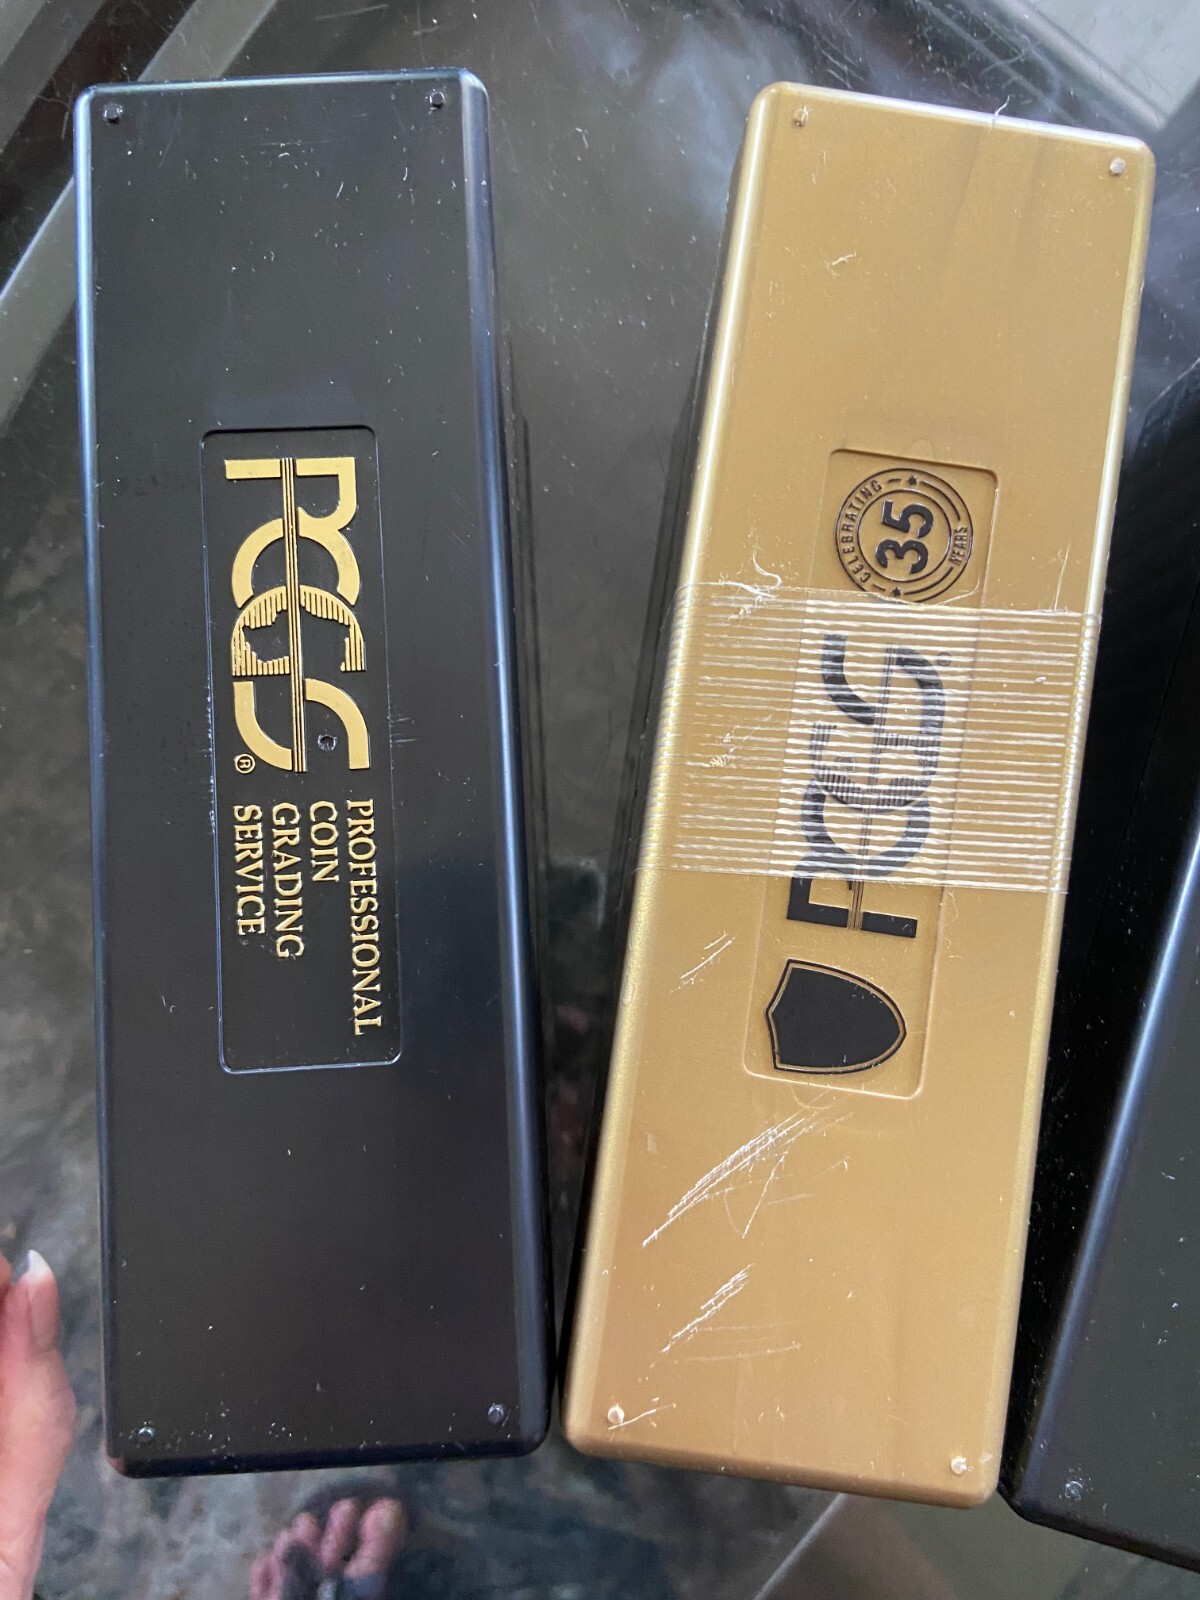 PCGS®
PROFESSIONAL
COIN
GRADING
SERVICE
PCGS®
CELEBRATING
35
YEARS